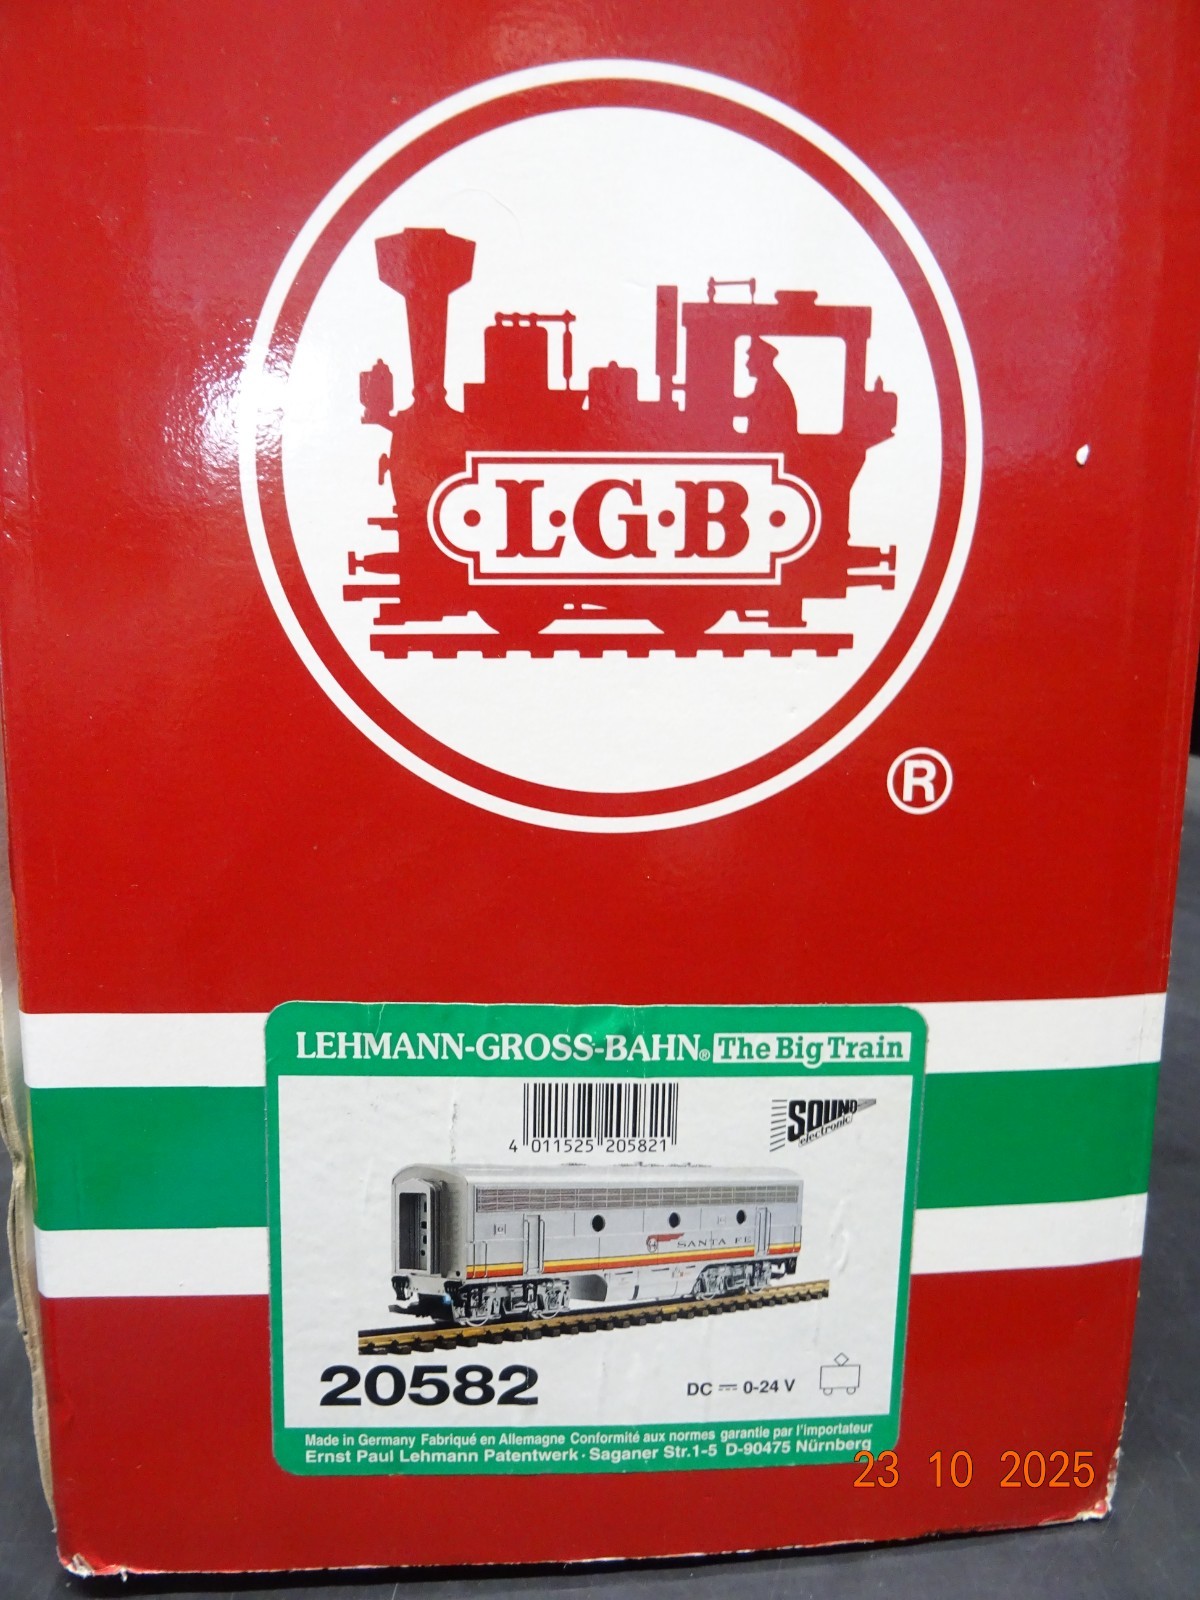 L·G·B
®
LEHMANN-GROSS-BAHN® The Big Train
4 011525 205821
SOUND
electronic
SANTA FE
20582
DC ⎓ 0-24 V
Made in Germany Fabriqué en Allemagne Conformité aux normes garantie par l'importateur
Ernst Paul Lehmann Patentwerk · Saganer Str.1-5 D-90475 Nürnberg
23 10 2025